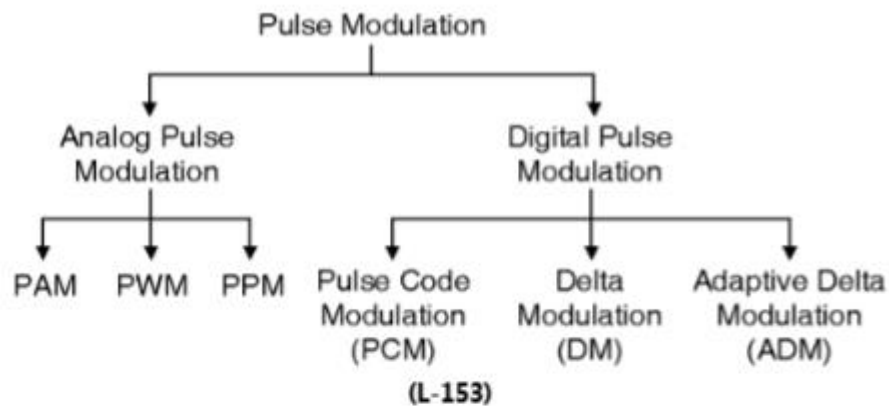 Pulse Modulation
Analog Pulse
Modulation
Digital Pulse
Modulation
PAM
PWM
PPM
Pulse Code
Modulation
(PCM)
Delta
Modulation
(DM)
Adaptive Delta
Modulation
(ADM)
(L-153)